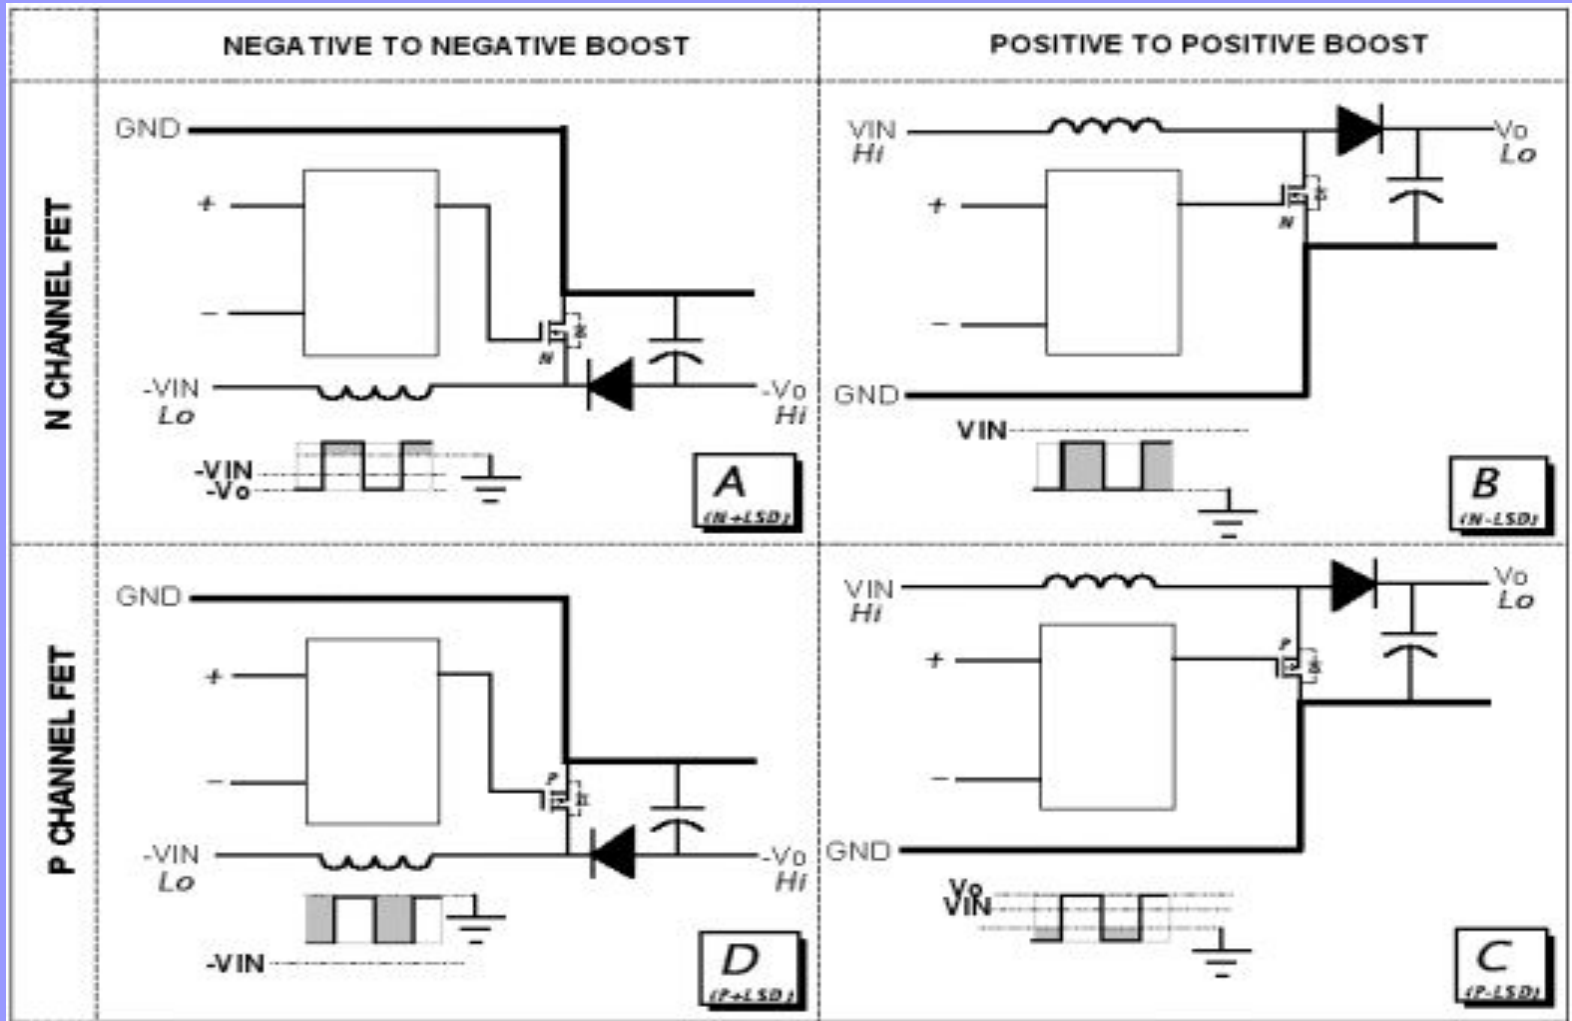 NEGATIVE TO NEGATIVE BOOST
POSITIVE TO POSITIVE BOOST
N CHANNEL FET
GND
+
−
N
-VIN
Lo
-Vo
Hi
-VIN
-Vo
A
(N+LSD)
VIN
Hi
Vo
Lo
+
−
N
GND
VIN
B
(N-LSD)
P CHANNEL FET
GND
+
−
P
-VIN
Lo
-Vo
Hi
-VIN
D
(P+LSD)
VIN
Hi
Vo
Lo
+
−
P
GND
Vo
VIN
C
(P-LSD)